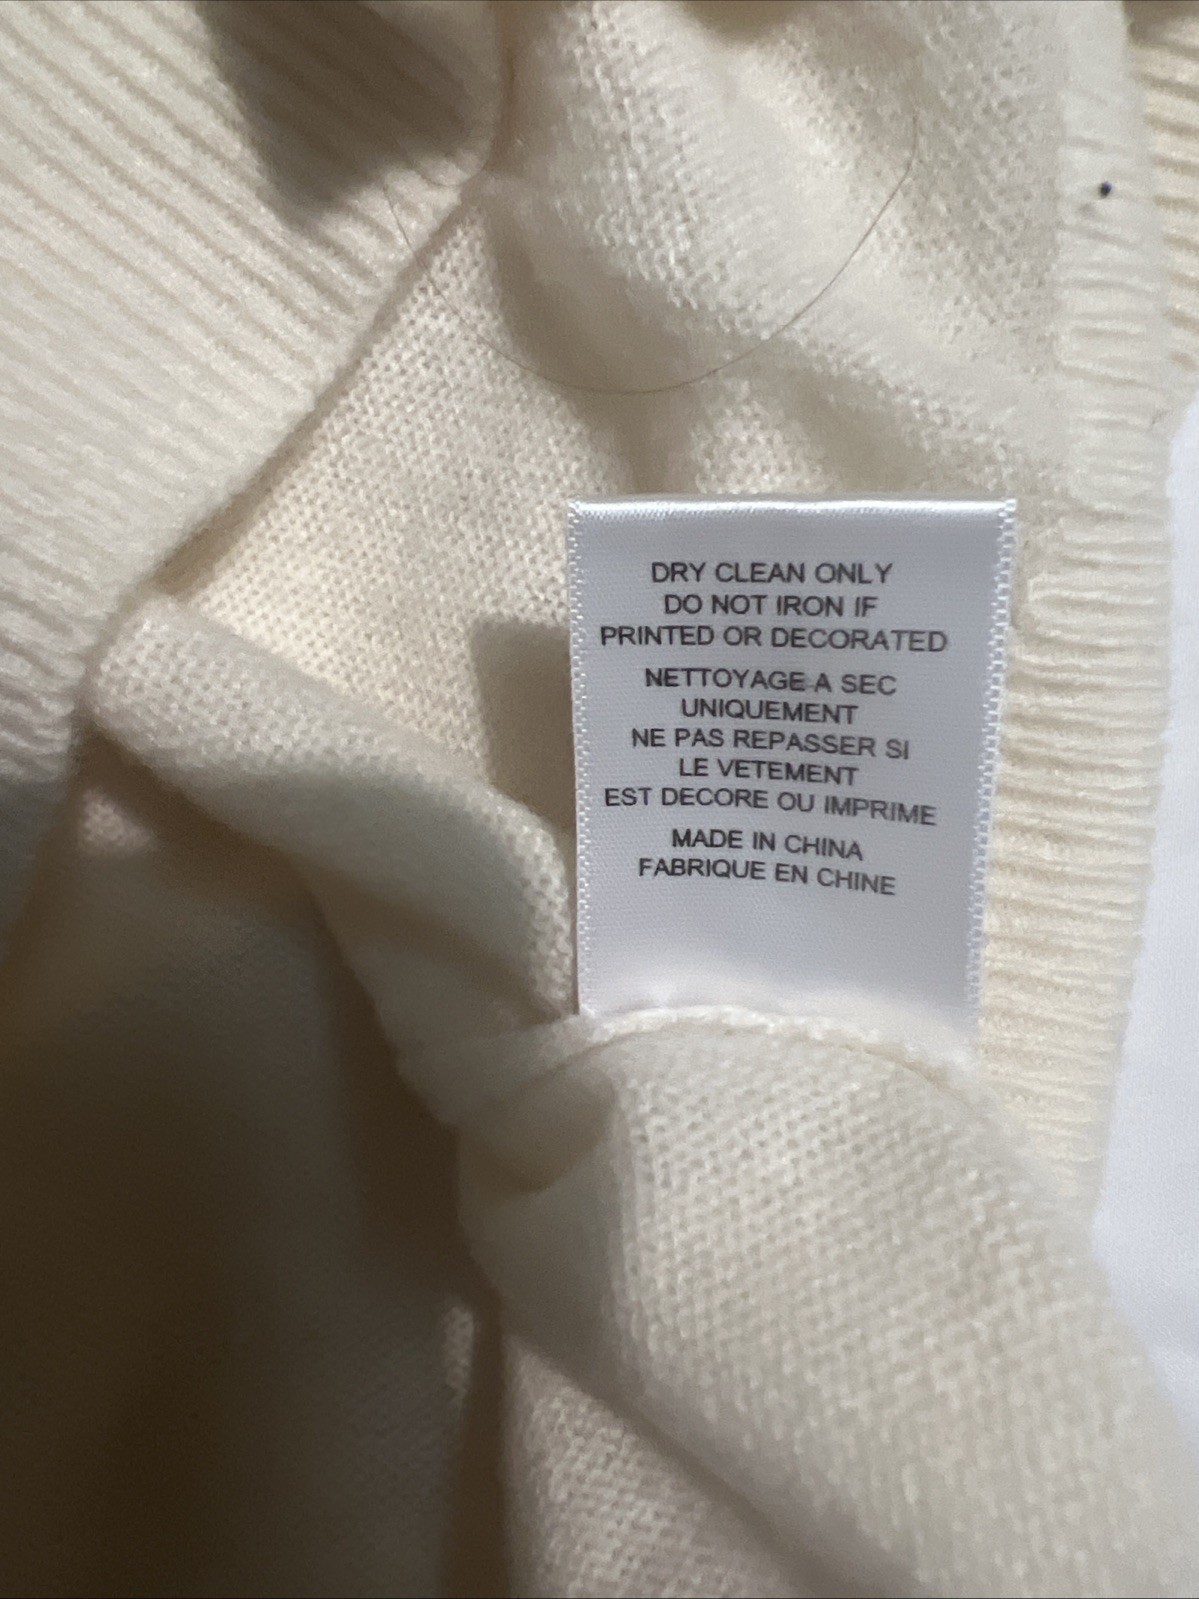 DRY CLEAN ONLY
DO NOT IRON IF
PRINTED OR DECORATED
NETTOYAGE A SEC
UNIQUEMENT
NE PAS REPASSER SI
LE VETEMENT
EST DECORE OU IMPRIME
MADE IN CHINA
FABRIQUE EN CHINE